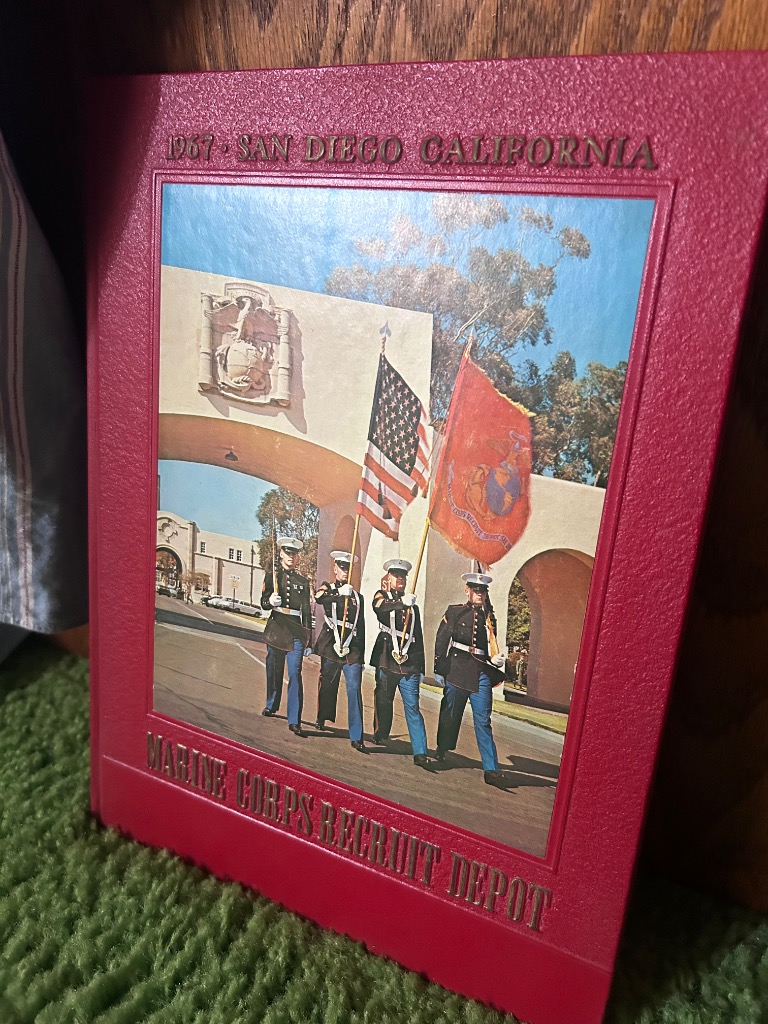 1967 · SAN DIEGO CALIFORNIA
MARINE CORPS RECRUIT DEPOT